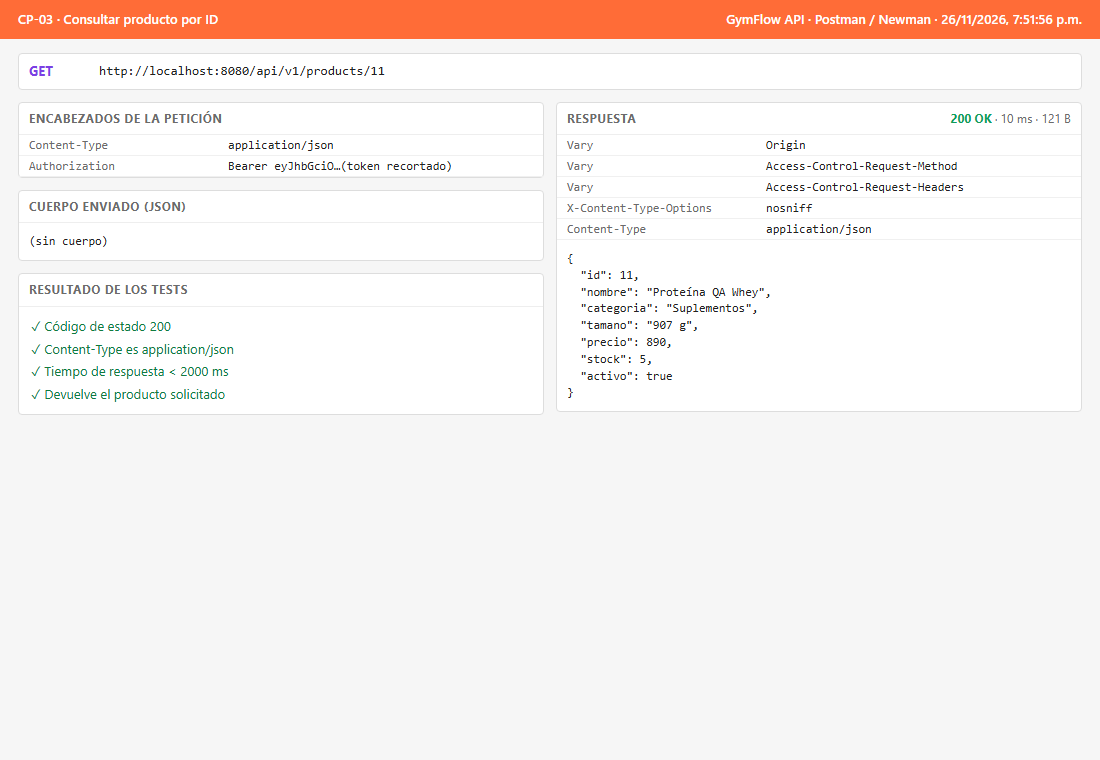 CP-03 · Consultar producto por ID
GymFlow API · Postman / Newman · 26/11/2026, 7:51:56 p.m.
GET http://localhost:8080/api/v1/products/11
ENCABEZADOS DE LA PETICIÓN
Content-Type application/json
Authorization Bearer eyJhbGciO…(token recortado)
CUERPO ENVIADO (JSON)
(sin cuerpo)
RESULTADO DE LOS TESTS
✓ Código de estado 200
✓ Content-Type es application/json
✓ Tiempo de respuesta < 2000 ms
✓ Devuelve el producto solicitado
RESPUESTA 200 OK · 10 ms · 121 B
Vary Origin
Vary Access-Control-Request-Method
Vary Access-Control-Request-Headers
X-Content-Type-Options nosniff
Content-Type application/json
{
"id": 11,
"nombre": "Proteína QA Whey",
"categoria": "Suplementos",
"tamano": "907 g",
"precio": 890,
"stock": 5,
"activo": true
}